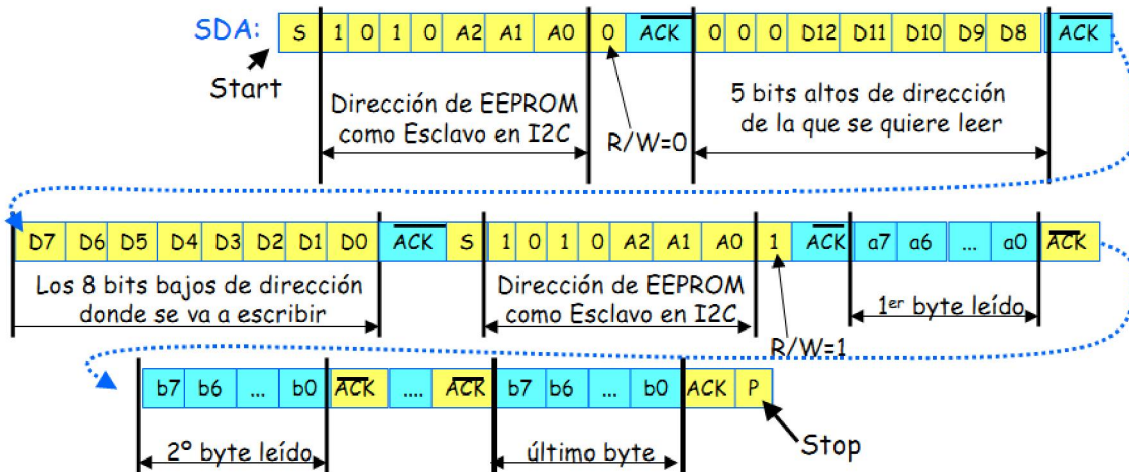 SDA: S 1 0 1 0 A2 A1 A0 0 ACK 0 0 0 D12 D11 D10 D9 D8 ACK
Start
Dirección de EEPROM
como Esclavo en I2C
R/W=0
5 bits altos de dirección
de la que se quiere leer
D7 D6 D5 D4 D3 D2 D1 D0 ACK S 1 0 1 0 A2 A1 A0 1 ACK a7 a6 ... a0 ACK
Los 8 bits bajos de dirección
donde se va a escribir
Dirección de EEPROM
como Esclavo en I2C
R/W=1
1er byte leído
b7 b6 ... b0 ACK .... ACK b7 b6 ... b0 ACK P
2º byte leído
último byte
Stop